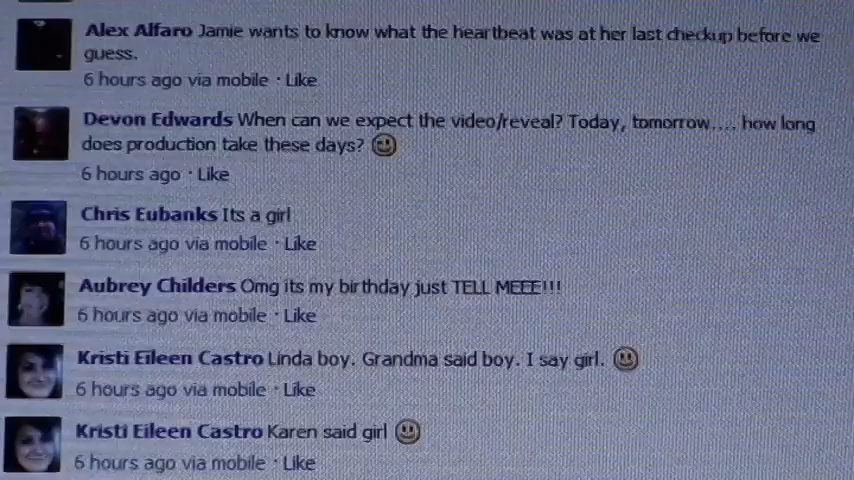 Alex Alfaro Jamie wants to know what the heartbeat was at her last checkup before we
guess.
6 hours ago via mobile · Like
Devon Edwards When can we expect the video/reveal? Today, tomorrow.... how long
does production take these days?
6 hours ago · Like
Chris Eubanks Its a girl
6 hours ago via mobile · Like
Aubrey Childers Omg its my birthday just TELL MEEE!!!
6 hours ago via mobile · Like
Kristi Eileen Castro Linda boy. Grandma said boy. I say girl.
6 hours ago via mobile · Like
Kristi Eileen Castro Karen said girl
6 hours ago via mobile · Like